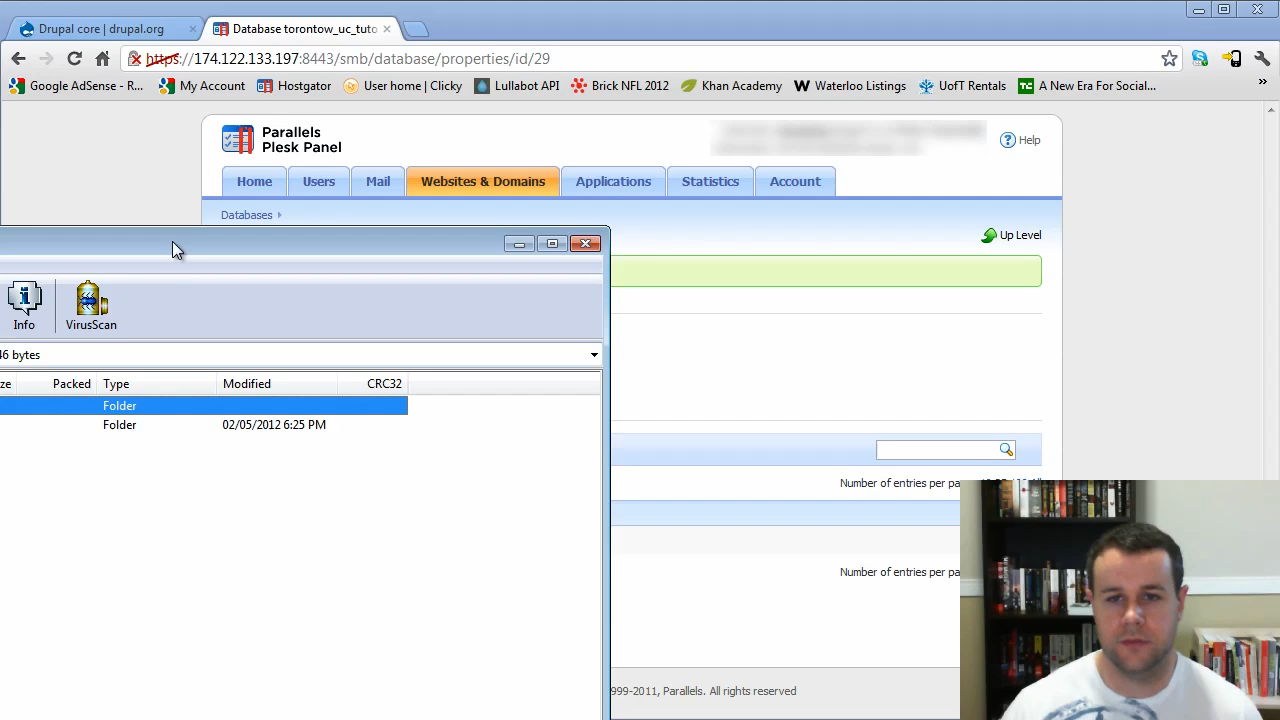 Drupal core | drupal.org
Database torontow_uc_tuto
https://174.122.133.197:8443/smb/database/properties/id/29
Google AdSense - R...
My Account
Hostgator
User home | Clicky
Lullabot API
Brick NFL 2012
Khan Academy
Waterloo Listings
UofT Rentals
A New Era For Social...
»
Parallels
Plesk Panel
Help
Home
Users
Mail
Websites & Domains
Applications
Statistics
Account
Databases
Up Level
Info
VirusScan
46 bytes
ze
Packed
Type
Modified
CRC32
Folder
Folder
02/05/2012 6:25 PM
Number of entries per pa
Number of entries per pa
999-2011, Parallels. All rights reserved